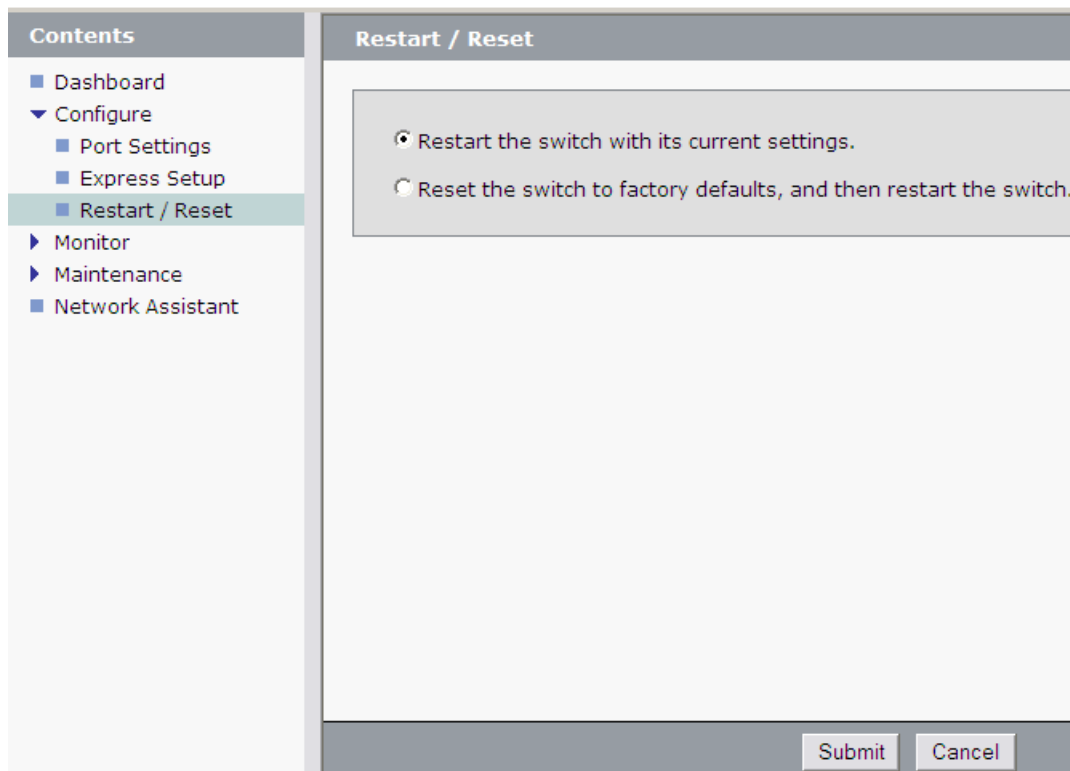 Contents
Dashboard
Configure
Port Settings
Express Setup
Restart / Reset
Monitor
Maintenance
Network Assistant
Restart / Reset
Restart the switch with its current settings.
Reset the switch to factory defaults, and then restart the switch.
Submit
Cancel